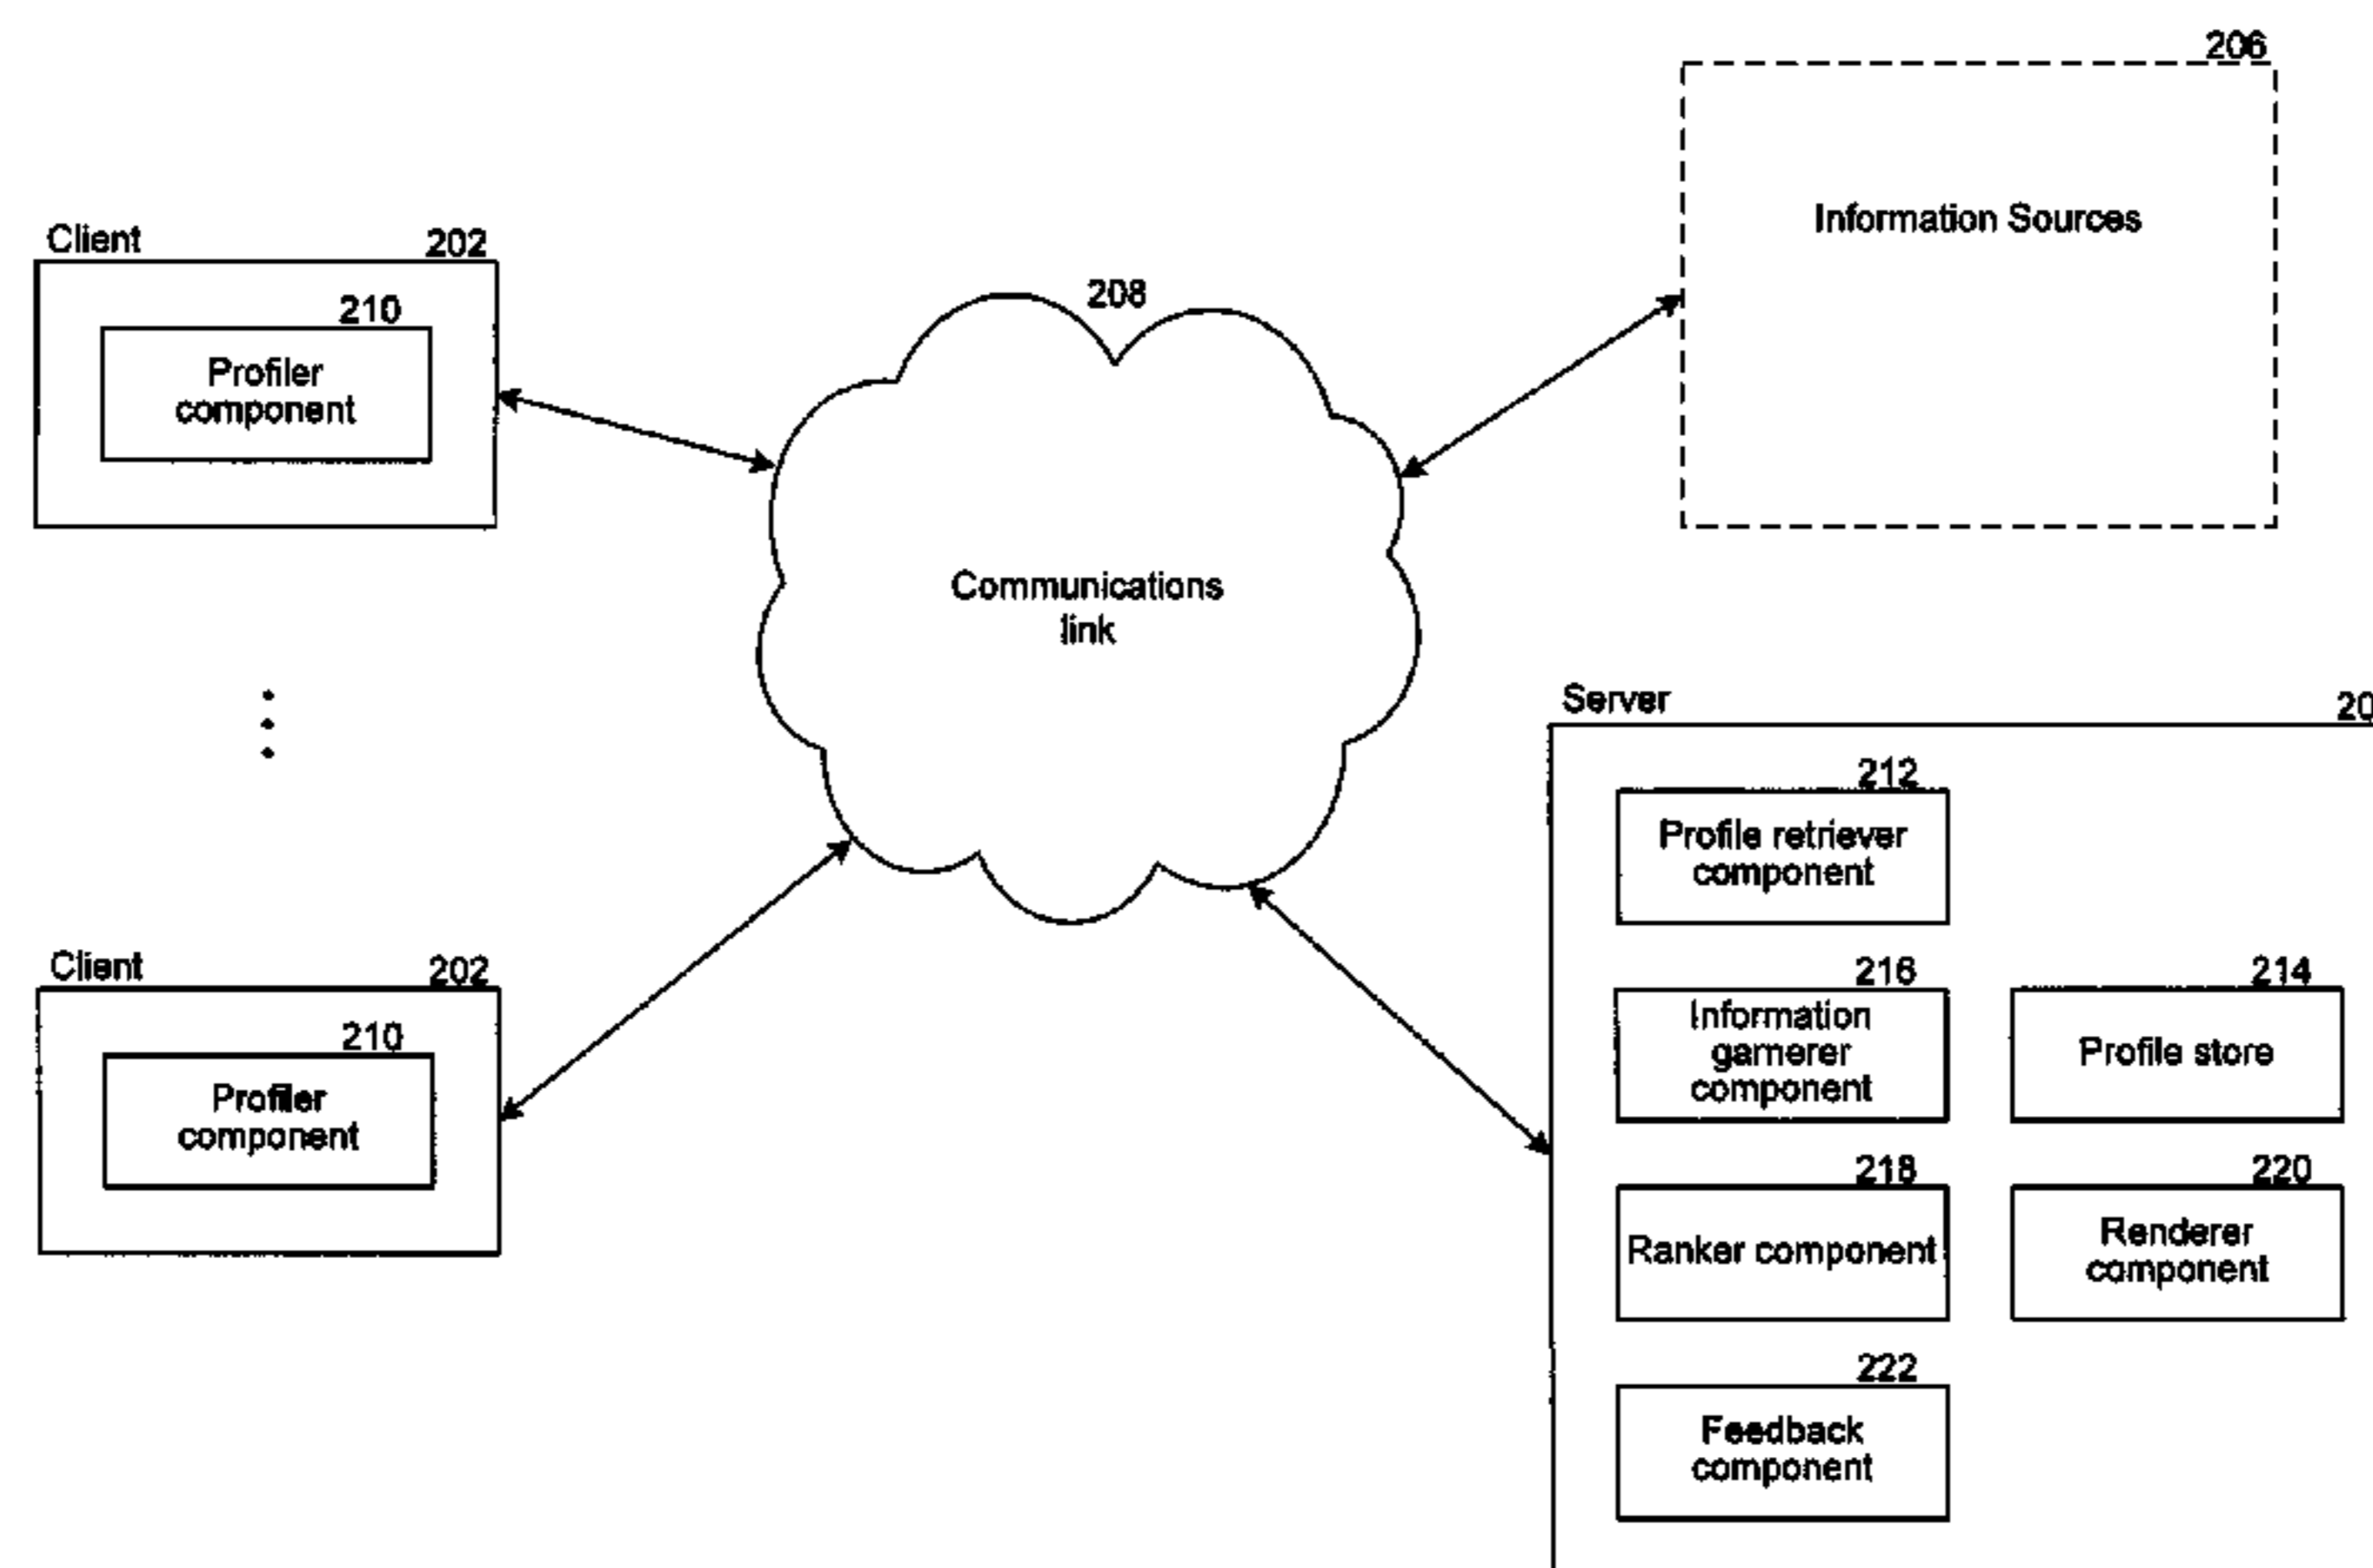 206
Information Sources
Client
202
210
Profiler
component
208
Communications
link
Server
20
212
Profile retriever
component
Client
202
210
Profiler
component
216
Information
garnerer
component
214
Profile store
218
Ranker component
220
Renderer
component
222
Feedback
component